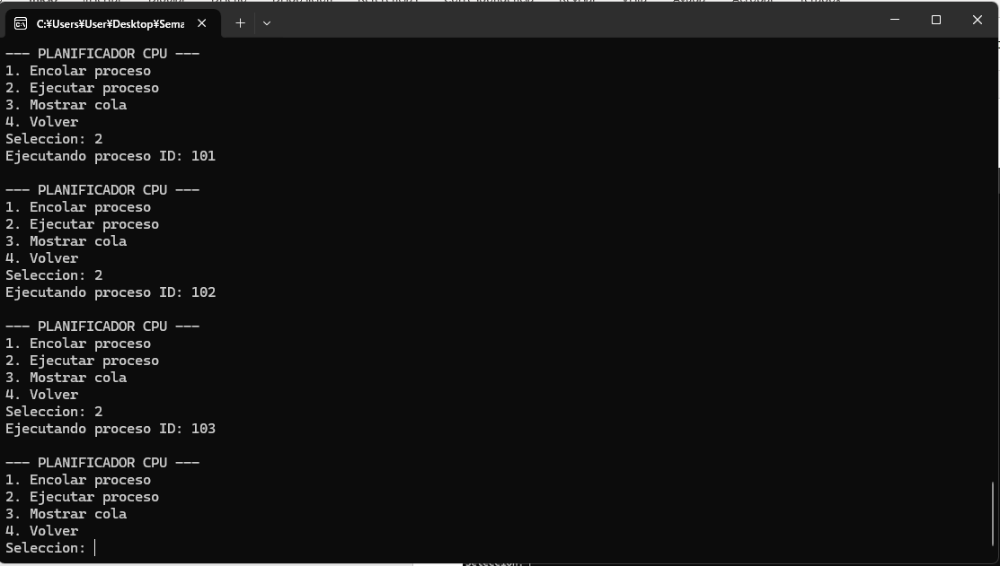 C:¥Users¥User¥Desktop¥Sema
--- PLANIFICADOR CPU ---
1. Encolar proceso
2. Ejecutar proceso
3. Mostrar cola
4. Volver
Seleccion: 2
Ejecutando proceso ID: 101
--- PLANIFICADOR CPU ---
1. Encolar proceso
2. Ejecutar proceso
3. Mostrar cola
4. Volver
Seleccion: 2
Ejecutando proceso ID: 102
--- PLANIFICADOR CPU ---
1. Encolar proceso
2. Ejecutar proceso
3. Mostrar cola
4. Volver
Seleccion: 2
Ejecutando proceso ID: 103
--- PLANIFICADOR CPU ---
1. Encolar proceso
2. Ejecutar proceso
3. Mostrar cola
4. Volver
Seleccion: